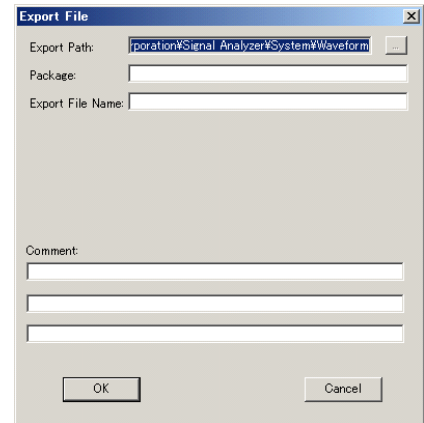 Export File
Export Path: rporation¥Signal Analyzer¥System¥Waveform ...
Package:
Export File Name:
Comment:
OK Cancel